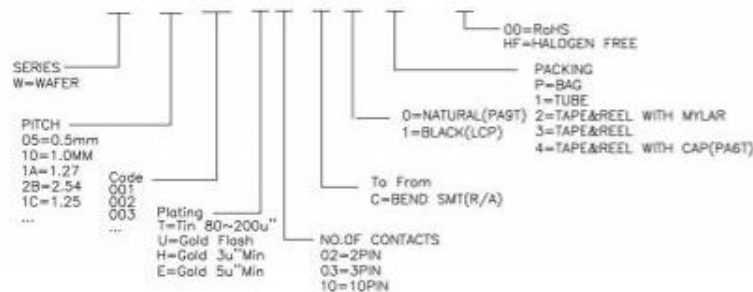 00=RoHS
HF=HALOGEN FREE
SERIES
W=WAFER
PACKING
P=BAG
1=TUBE
2=TAPE&REEL WITH MYLAR
3=TAPE&REEL
4=TAPE&REEL WITH CAP(PA6T)
0=NATURAL(PA9T)
1=BLACK(LCP)
PITCH
05=0.5mm
10=1.0MM
1A=1.27
2B=2.54
1C=1.25
...
Code
001
002
003
...
To From
C=BEND SMT(R/A)
Plating
T=Tin 80~200u"
U=Gold Flash
H=Gold 3u"Min
E=Gold 5u"Min
NO.OF CONTACTS
02=2PIN
03=3PIN
10=10PIN